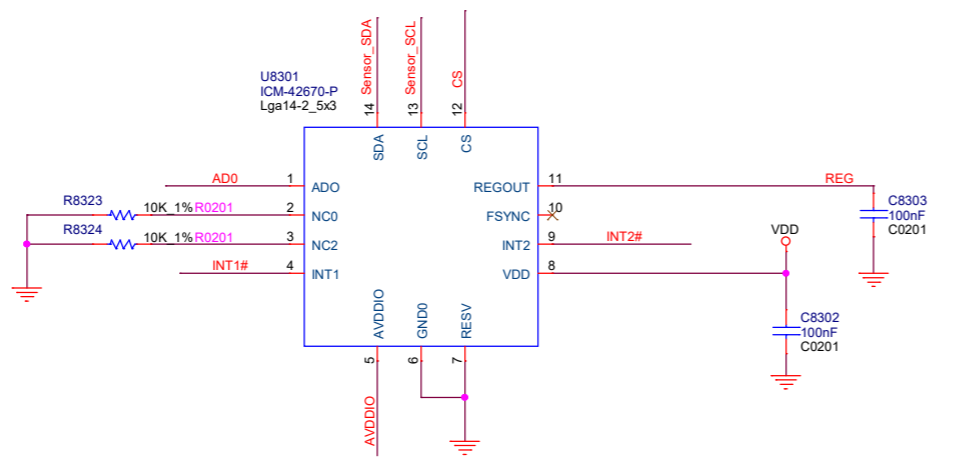 Sensor_SDA
Sensor_SCL
CS
U8301
ICM-42670-P
Lga14-2_5x3
14
13
12
SDA
SCL
CS
AD0
1
ADO
REGOUT
11
REG
R8323
10K_1%
R0201
2
NC0
FSYNC
10
C8303
100nF
C0201
R8324
10K_1%
R0201
3
NC2
INT2
9
INT2#
VDD
INT1#
4
INT1
VDD
8
AVDDIO
GND0
RESV
C8302
100nF
C0201
5
6
7
AVDDIO